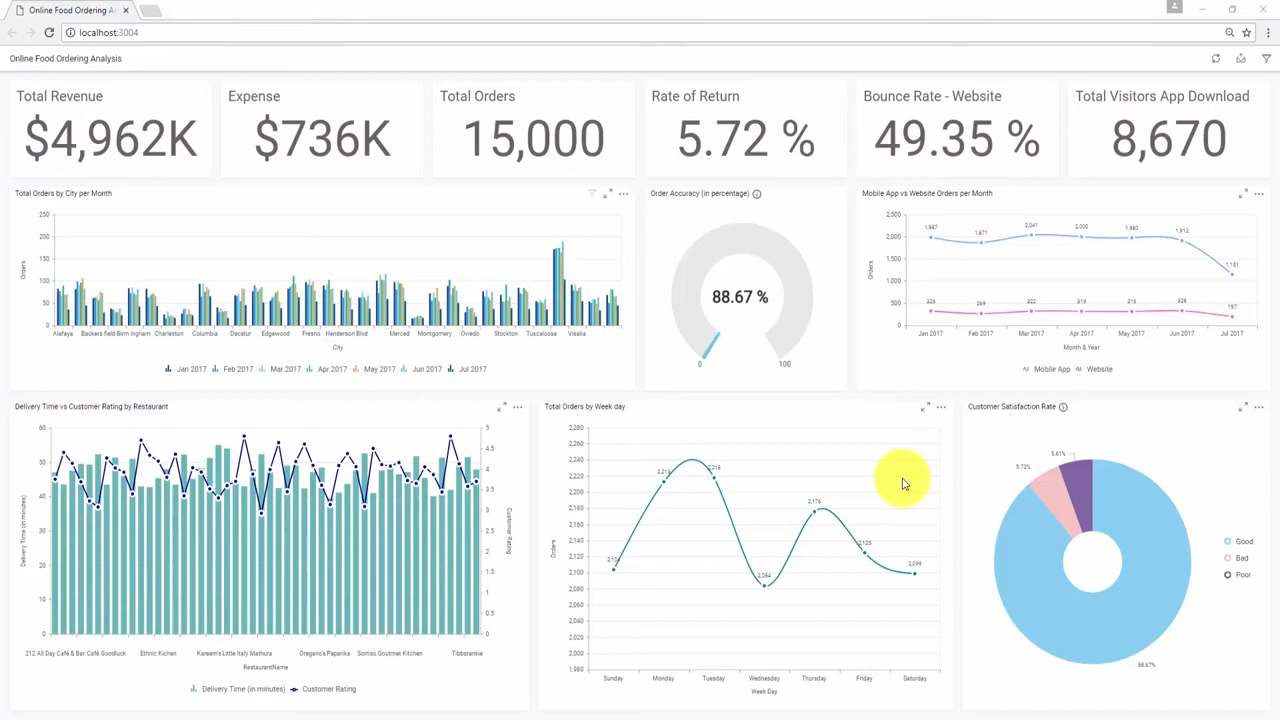 Online Food Ordering A
localhost:3004
Online Food Ordering Analysis
Total Revenue
$4,962K
Expense
$736K
Total Orders
15,000
Rate of Return
5.72 %
Bounce Rate - Website
49.35 %
Total Visitors App Download
8,670
Total Orders by City per Month
250
200
150
100
50
0
Orders
Alafaya Backers field Birm ingham Charleston Columbia Decatur Edgewood Fresno Henderson Blvd Merced Montgomery Oviedo Stockton Tuscaloosa Visalia
City
Jan 2017 Feb 2017 Mar 2017 Apr 2017 May 2017 Jun 2017 Jul 2017
Order Accuracy (in percentage)
88.67 %
0 100
Mobile App vs Website Orders per Month
2,500
2,000
1,500
1,000
500
0
Orders
1,987 1,871 2,041 2,000 1,980 1,912 1,151
326 269 322 319 316 328 197
Jan 2017 Feb 2017 Mar 2017 Apr 2017 May 2017 Jun 2017 Jul 2017
Month & Year
Mobile App Website
Delivery Time vs Customer Rating by Restaurant
60
50
40
30
20
10
0
Delivery Time (in minutes)
5
4.5
4
3.5
3
2.5
2
1.5
1
0.5
0
Customer Rating
212 All Day Café & Bar Café Goodluck Ethnic Kichen Kareem's Little Italy Mathura Oregano's Paparika Sorriso Goutmet Kitchen Tibbsrankie
RestaurantName
Delivery Time (in minutes) Customer Rating
Total Orders by Week day
2,280
2,260
2,240
2,220
2,200
2,180
2,160
2,140
2,120
2,100
2,080
2,060
2,040
2,020
2,000
1,980
Orders
2,213 2,218 2,084 2,176 2,125 2,099
Sunday Monday Tuesday Wednesday Thursday Friday Saturday
Week Day
Customer Satisfaction Rate
5.61%
5.72%
88.67%
Good
Bad
Poor